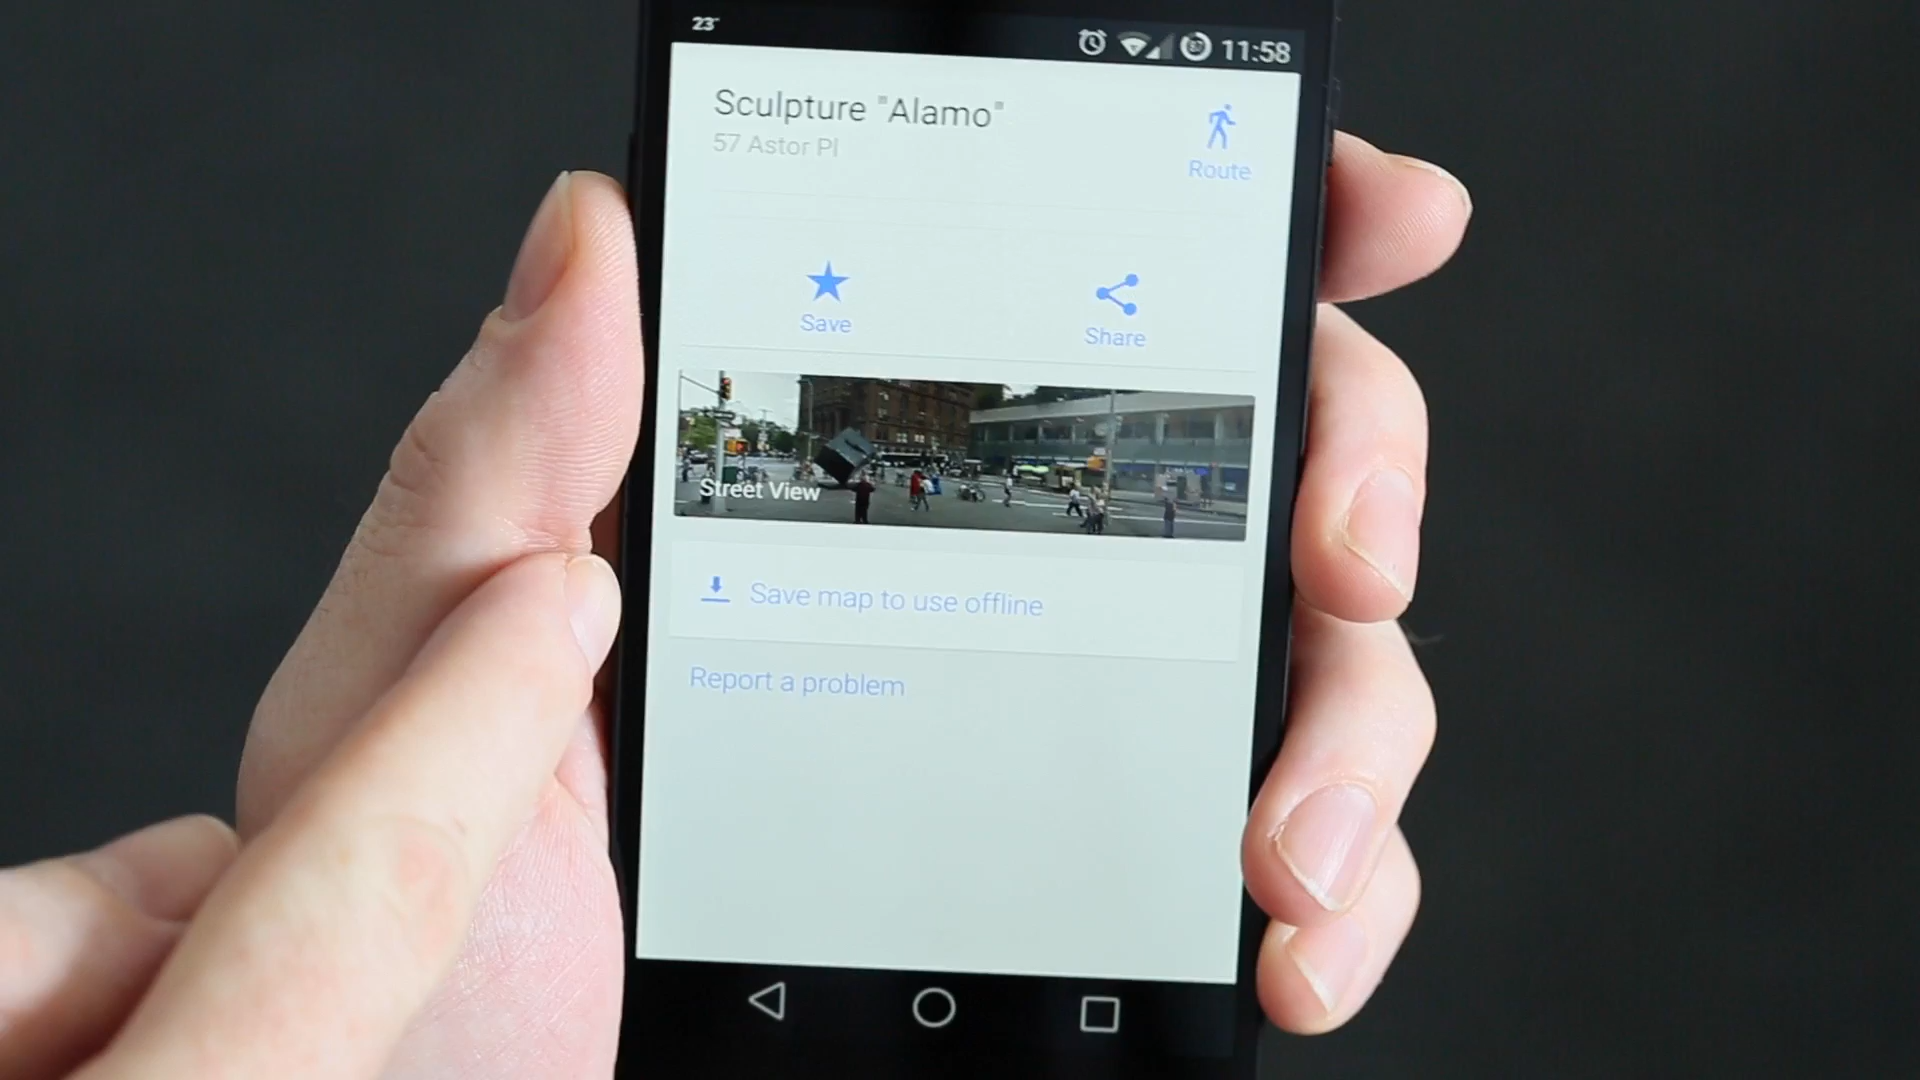 23°
11:58
Sculpture "Alamo"
57 Astor Pl
Route
Save
Share
Street View
Save map to use offline
Report a problem